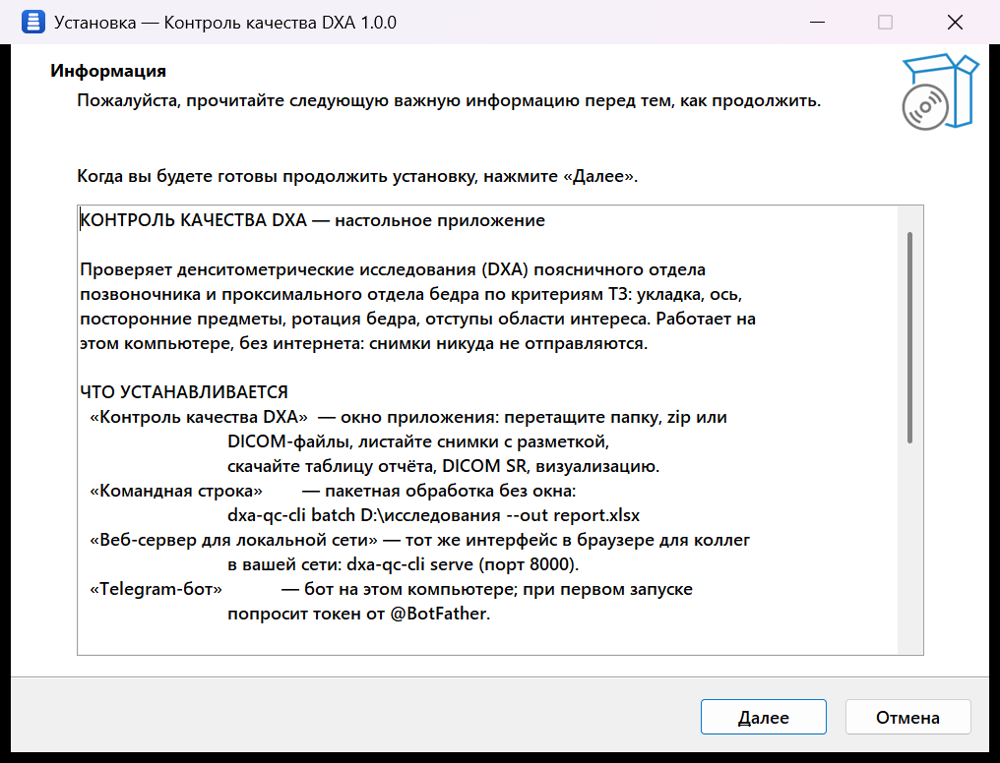 Установка — Контроль качества DXA 1.0.0
Информация
Пожалуйста, прочитайте следующую важную информацию перед тем, как продолжить.
Когда вы будете готовы продолжить установку, нажмите «Далее».
КОНТРОЛЬ КАЧЕСТВА DXA — настольное приложение
Проверяет денситометрические исследования (DXA) поясничного отдела
позвоночника и проксимального отдела бедра по критериям ТЗ: укладка, ось,
посторонние предметы, ротация бедра, отступы области интереса. Работает на
этом компьютере, без интернета: снимки никуда не отправляются.
ЧТО УСТАНАВЛИВАЕТСЯ
«Контроль качества DXA» — окно приложения: перетащите папку, zip или
DICOM-файлы, листайте снимки с разметкой,
скачайте таблицу отчёта, DICOM SR, визуализацию.
«Командная строка» — пакетная обработка без окна:
dxa-qc-cli batch D:\исследования --out report.xlsx
«Веб-сервер для локальной сети» — тот же интерфейс в браузере для коллег
в вашей сети: dxa-qc-cli serve (порт 8000).
«Telegram-бот» — бот на этом компьютере; при первом запуске
попросит токен от @BotFather.
Далее
Отмена